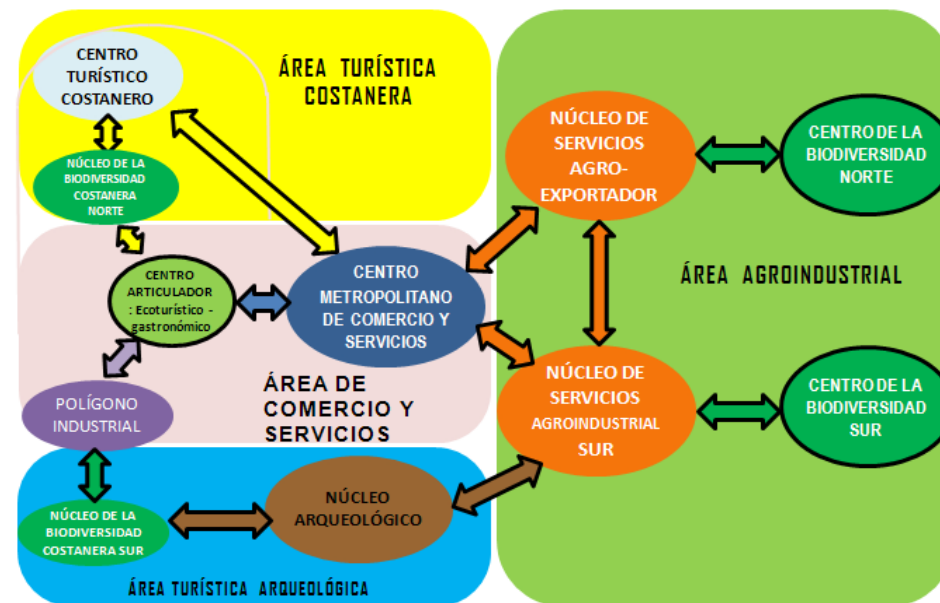 CENTRO
TURÍSTICO
COSTANERO
ÁREA TURÍSTICA
COSTANERA
NÚCLEO DE LA
BIODIVERSIDAD
COSTANERA
NORTE
NÚCLEO DE
SERVICIOS
AGRO-
EXPORTADOR
CENTRO DE LA
BIODIVERSIDAD
NORTE
CENTRO
ARTICULADOR
: Ecoturístico -
gastronómico
CENTRO
METROPOLITANO
DE COMERCIO Y
SERVICIOS
ÁREA AGROINDUSTRIAL
POLÍGONO
INDUSTRIAL
ÁREA DE
COMERCIO Y
SERVICIOS
NÚCLEO DE
SERVICIOS
AGROINDUSTRIAL
SUR
CENTRO DE LA
BIODIVERSIDAD
SUR
NÚCLEO DE LA
BIODIVERSIDAD
COSTANERA SUR
NÚCLEO
ARQUEOLÓGICO
ÁREA TURÍSTICA ARQUEOLÓGICA